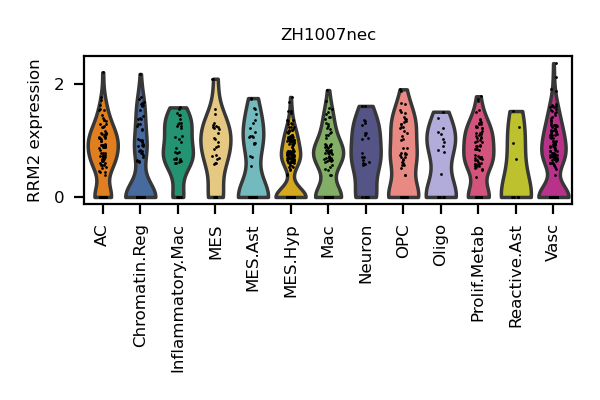 ZH1007nec
RRM2 expression
2
0
AC
Chromatin.Reg
Inflammatory.Mac
MES
MES.Ast
MES.Hyp
Mac
Neuron
OPC
Oligo
Prolif.Metab
Reactive.Ast
Vasc